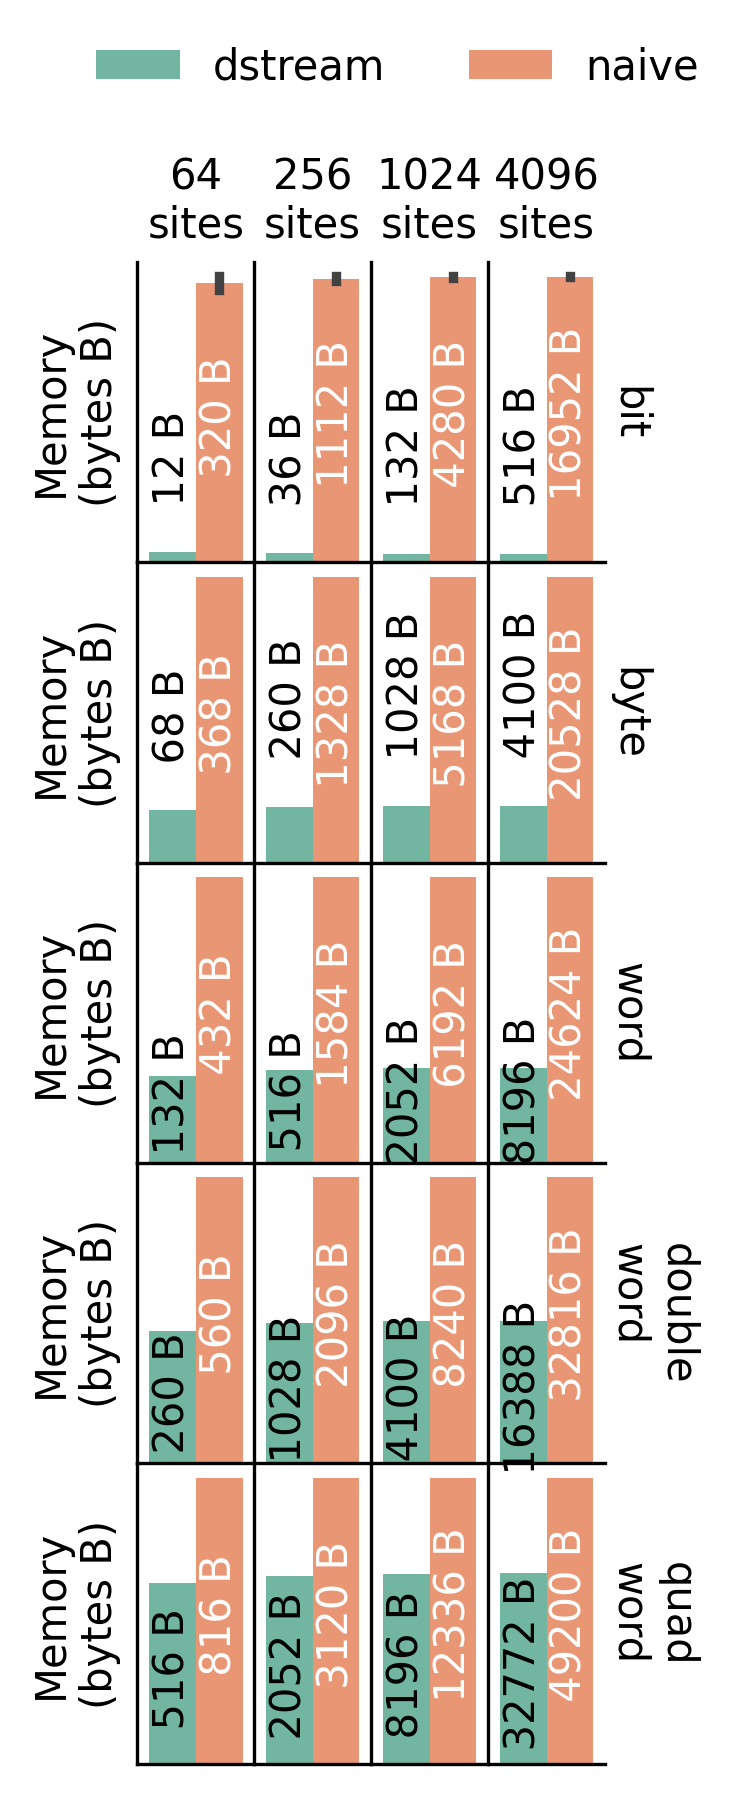 dstream naive
64 sites 256 sites 1024 sites 4096 sites
Memory (bytes B)
12 B 320 B 36 B 1112 B 132 B 4280 B 516 B 16952 B
bit
Memory (bytes B)
68 B 368 B 260 B 1328 B 1028 B 5168 B 4100 B 20528 B
byte
Memory (bytes B)
132 B 432 B 516 B 1584 B 2052 B 6192 B 8196 B 24624 B
word
Memory (bytes B)
260 B 560 B 1028 B 2096 B 4100 B 8240 B 16388 B 32816 B
double word
Memory (bytes B)
516 B 816 B 2052 B 3120 B 8196 B 12336 B 32772 B 49200 B
quad word